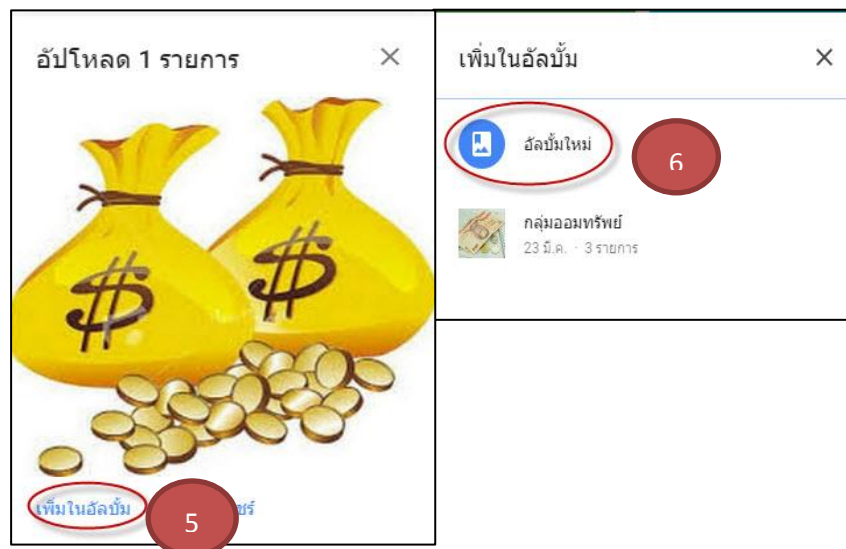 อัปโหลด 1 รายการ
$ $
เพิ่มในอัลบั้ม
5
เพิ่มในอัลบั้ม
อัลบั้มใหม่
6
กลุ่มออมทรัพย์
23 มี.ค. · 3 รายการ